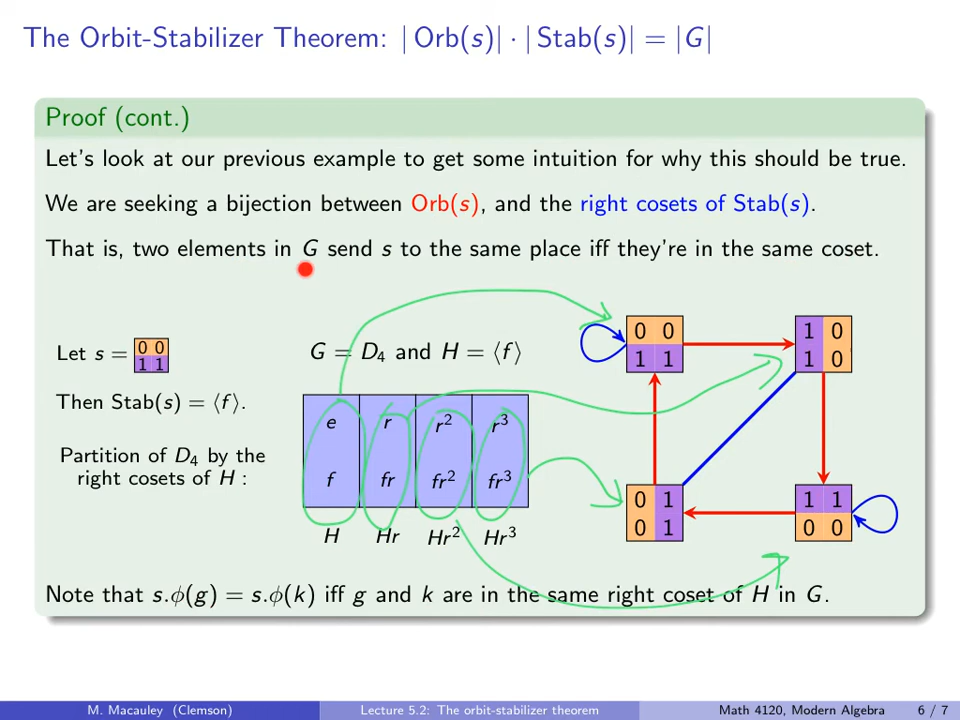 The Orbit-Stabilizer Theorem: | Orb(s)| · | Stab(s)| = |G|
Proof (cont.)
Let's look at our previous example to get some intuition for why this should be true.
We are seeking a bijection between Orb(s), and the right cosets of Stab(s).
That is, two elements in G send s to the same place iff they're in the same coset.
Let s = 0 0
1 1
G = D₄ and H = ⟨f⟩
Then Stab(s) = ⟨f⟩.
Partition of D₄ by the
right cosets of H :
e r r² r³
f fr fr² fr³
H Hr Hr² Hr³
0 0
1 1
1 0
1 0
0 1
0 1
1 1
0 0
Note that s.ϕ(g) = s.ϕ(k) iff g and k are in the same right coset of H in G.
M. Macauley (Clemson)
Lecture 5.2: The orbit-stabilizer theorem
Math 4120, Modern Algebra
6 / 7